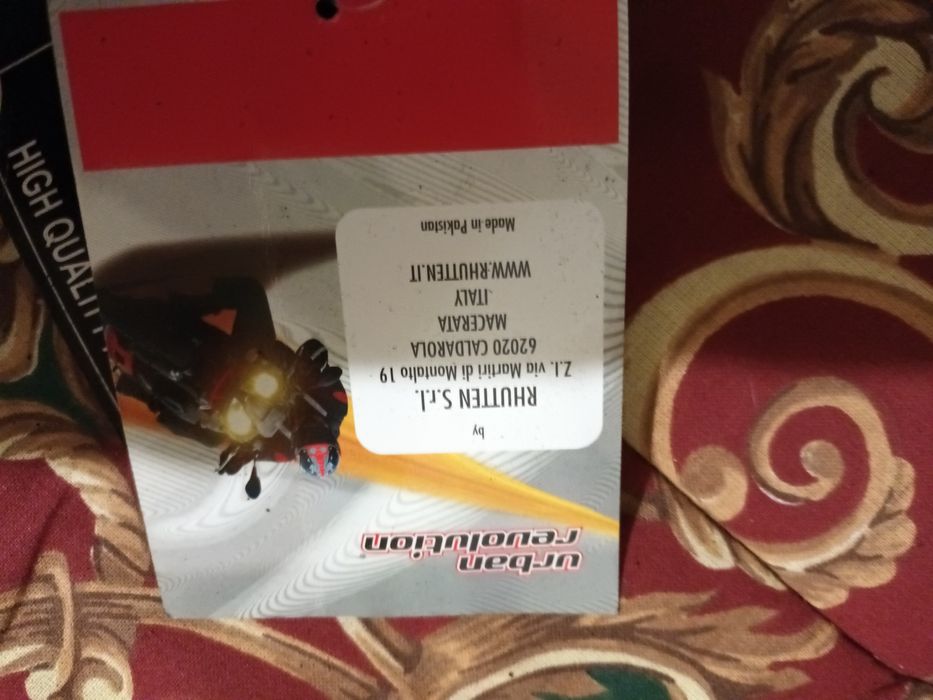 urban
revolution
by
RHUTTEN S.r.l.
Z.I. via Martiri di Montalto 19
62020 CALDAROLA
MACERATA
ITALY
WWW.RHUTTEN.IT
Made in Pakistan
HIGH QUALITY